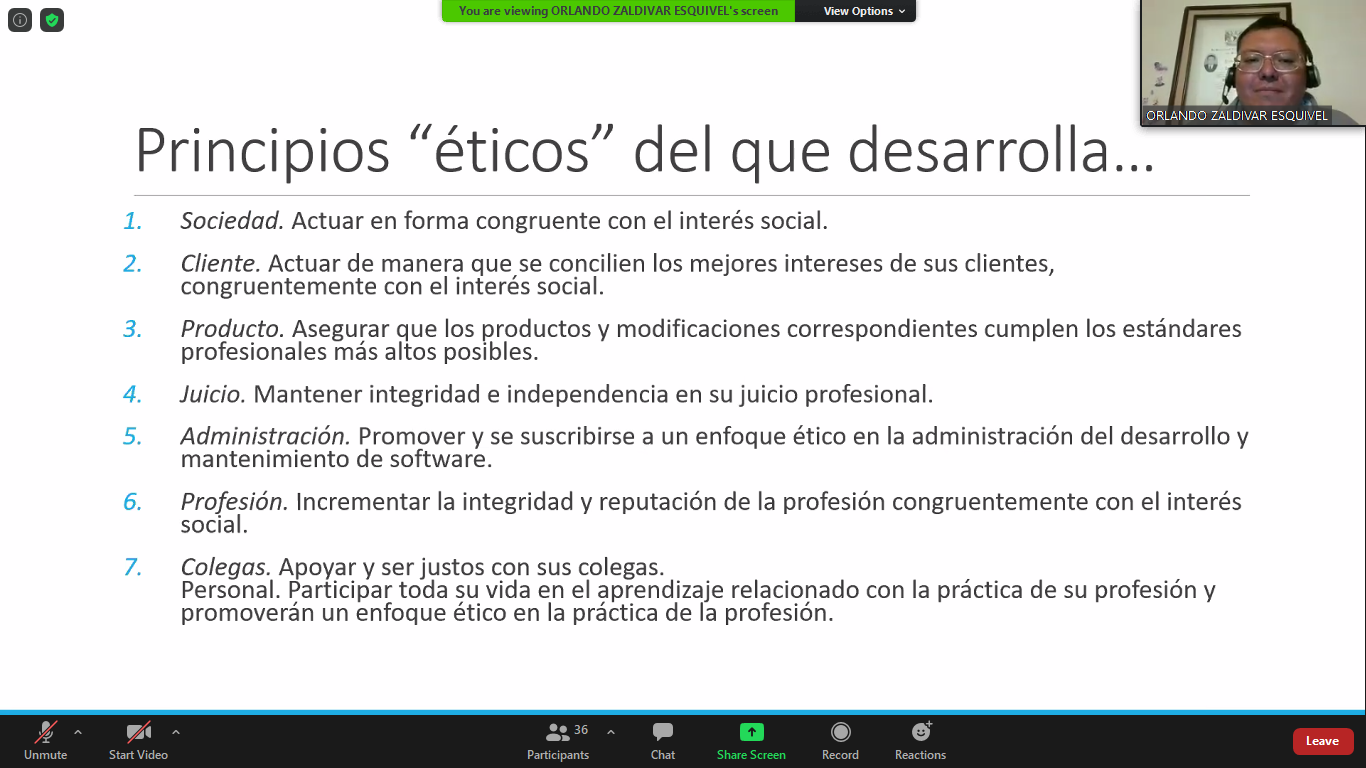 You are viewing ORLANDO ZALDIVAR ESQUIVEL's screen
View Options
ORLANDO ZALDIVAR ESQUIVEL
Principios “éticos” del que desarrolla…
1. Sociedad. Actuar en forma congruente con el interés social.
2. Cliente. Actuar de manera que se concilien los mejores intereses de sus clientes,
congruentemente con el interés social.
3. Producto. Asegurar que los productos y modificaciones correspondientes cumplen los estándares
profesionales más altos posibles.
4. Juicio. Mantener integridad e independencia en su juicio profesional.
5. Administración. Promover y se suscribirse a un enfoque ético en la administración del desarrollo y
mantenimiento de software.
6. Profesión. Incrementar la integridad y reputación de la profesión congruentemente con el interés
social.
7. Colegas. Apoyar y ser justos con sus colegas.
Personal. Participar toda su vida en el aprendizaje relacionado con la práctica de su profesión y
promoverán un enfoque ético en la práctica de la profesión.
Unmute
Start Video
Participants 36
Chat
Share Screen
Record
Reactions
Leave